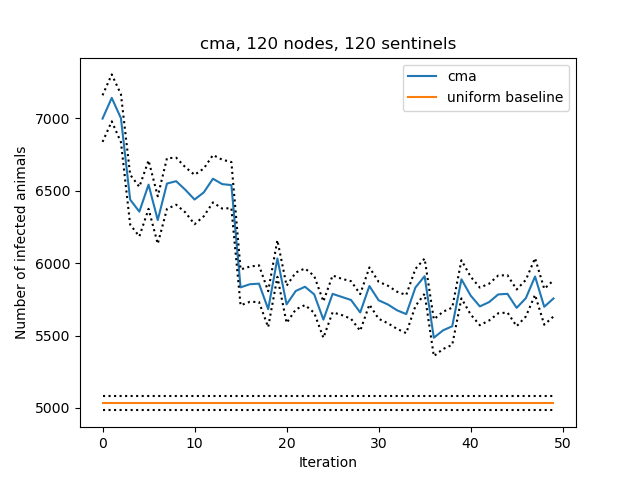 cma, 120 nodes, 120 sentinels
cma
uniform baseline
Number of infected animals
7000
6500
6000
5500
5000
0 10 20 30 40 50
Iteration